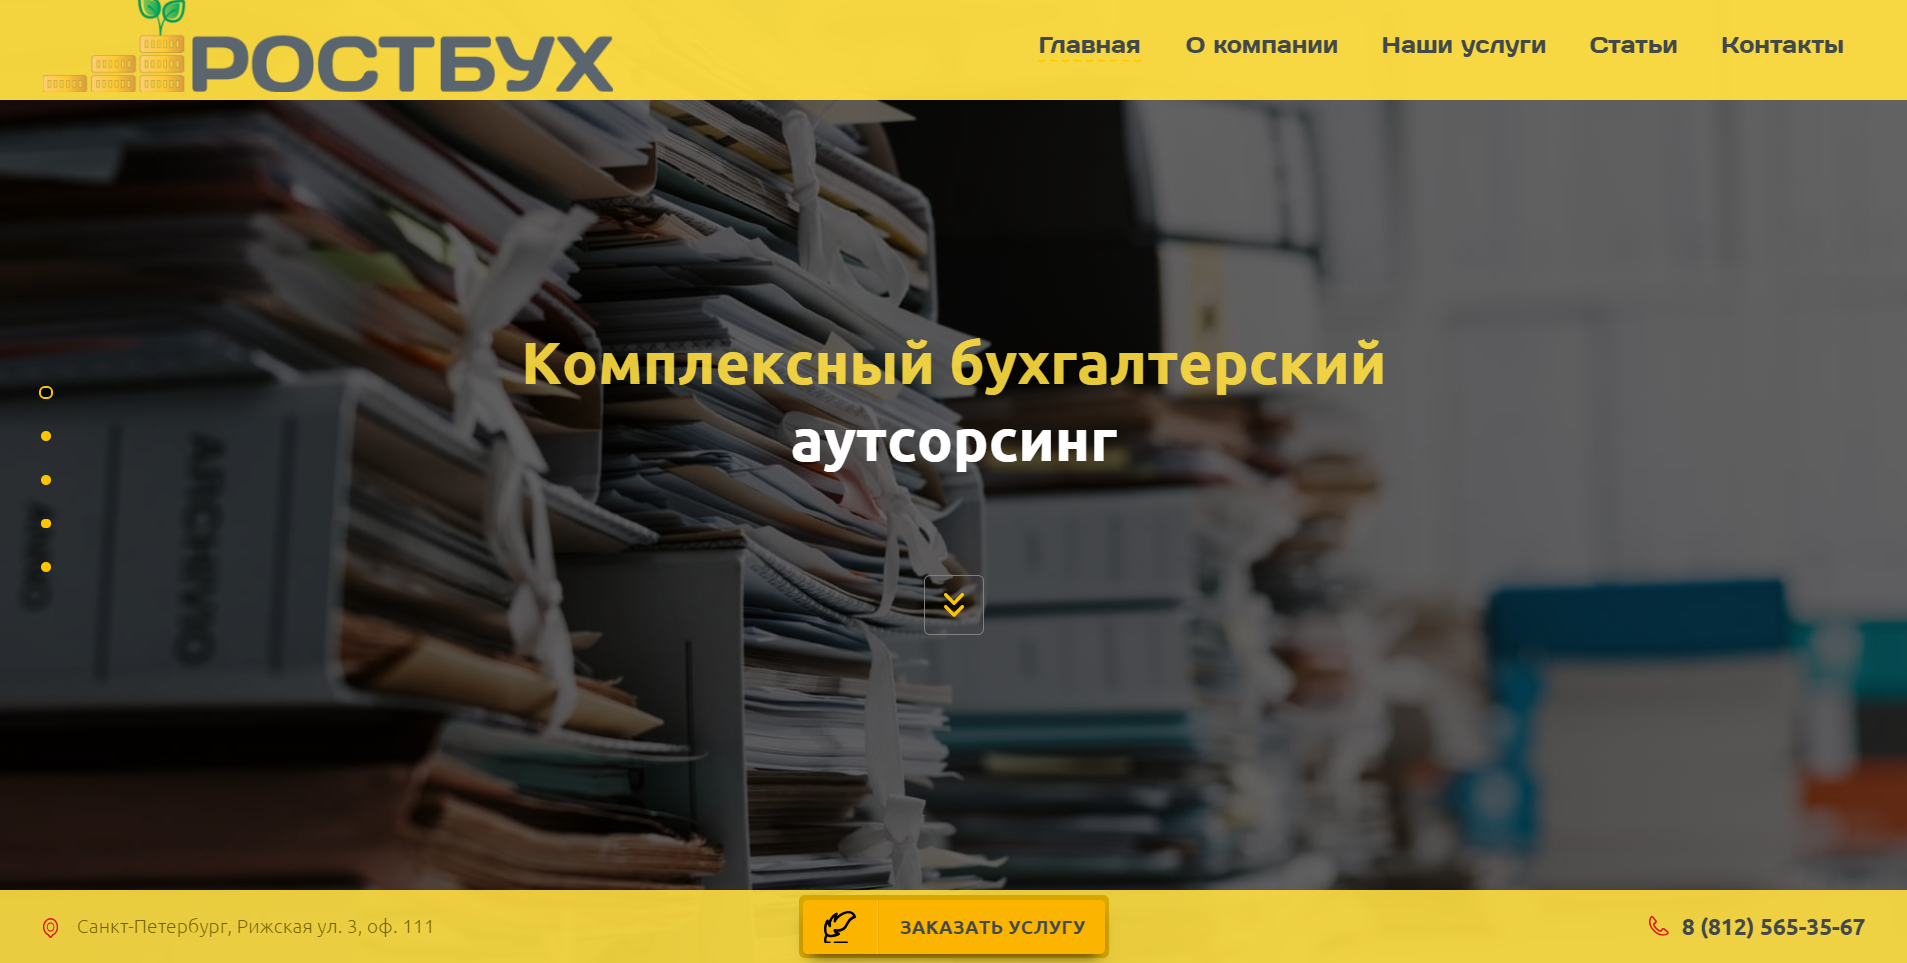 РОСТБУХ
Главная О компании Наши услуги Статьи Контакты
Комплексный бухгалтерский
аутсорсинг
ARCHIVO
Санкт-Петербург, Рижская ул. 3, оф. 111
ЗАКАЗАТЬ УСЛУГУ
8 (812) 565-35-67